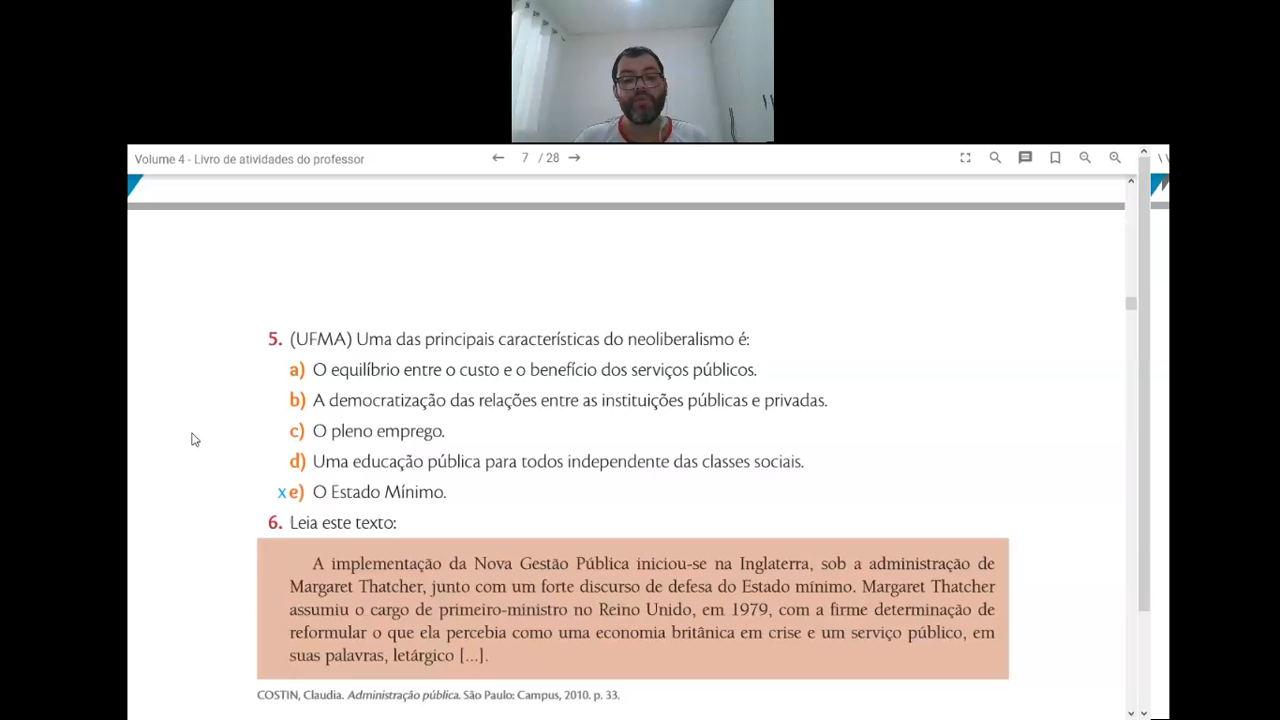 Volume 4 - Livro de atividades do professor
7 / 28
5. (UFMA) Uma das principais características do neoliberalismo é:
a) O equilíbrio entre o custo e o benefício dos serviços públicos.
b) A democratização das relações entre as instituições públicas e privadas.
c) O pleno emprego.
d) Uma educação pública para todos independente das classes sociais.
x e) O Estado Mínimo.
6. Leia este texto:
A implementação da Nova Gestão Pública iniciou-se na Inglaterra, sob a administração de
Margaret Thatcher, junto com um forte discurso de defesa do Estado mínimo. Margaret Thatcher
assumiu o cargo de primeiro-ministro no Reino Unido, em 1979, com a firme determinação de
reformular o que ela percebia como uma economia britânica em crise e um serviço público, em
suas palavras, letárgico [...].
COSTIN, Claudia. Administração pública. São Paulo: Campus, 2010. p. 33.